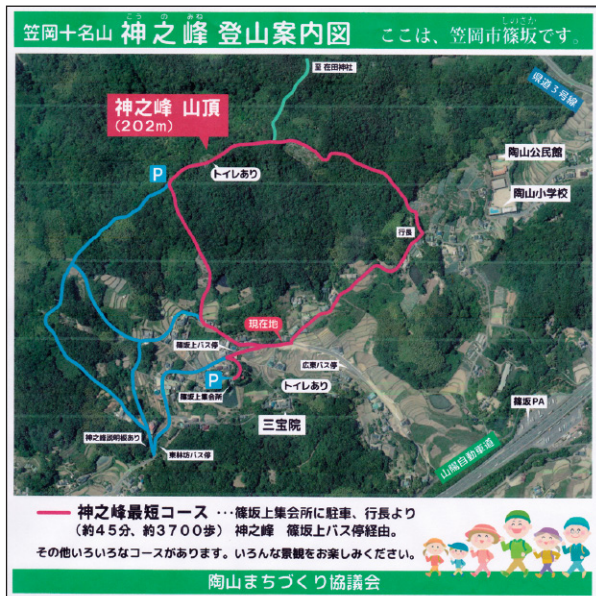 こう の みね
笠岡十名山 神之峰 登山案内図
しのさか
ここは、笠岡市篠坂です。
至 在田神社
県道3号線
神之峰 山頂
(202m)
陶山公民館
P
トイレあり
陶山小学校
行長
現在地
篠坂上バス停
広東バス停
P
トイレあり
篠坂上集会所
篠坂PA
三宝院
神之峰説明板あり
東林坊バス停
山陽自動車道
神之峰最短コース ・・・篠坂上集会所に駐車、行長より
(約45分、約3700歩) 神之峰 篠坂上バス停経由。
その他いろいろなコースがあります。いろんな景観をお楽しみください。
陶山まちづくり協議会